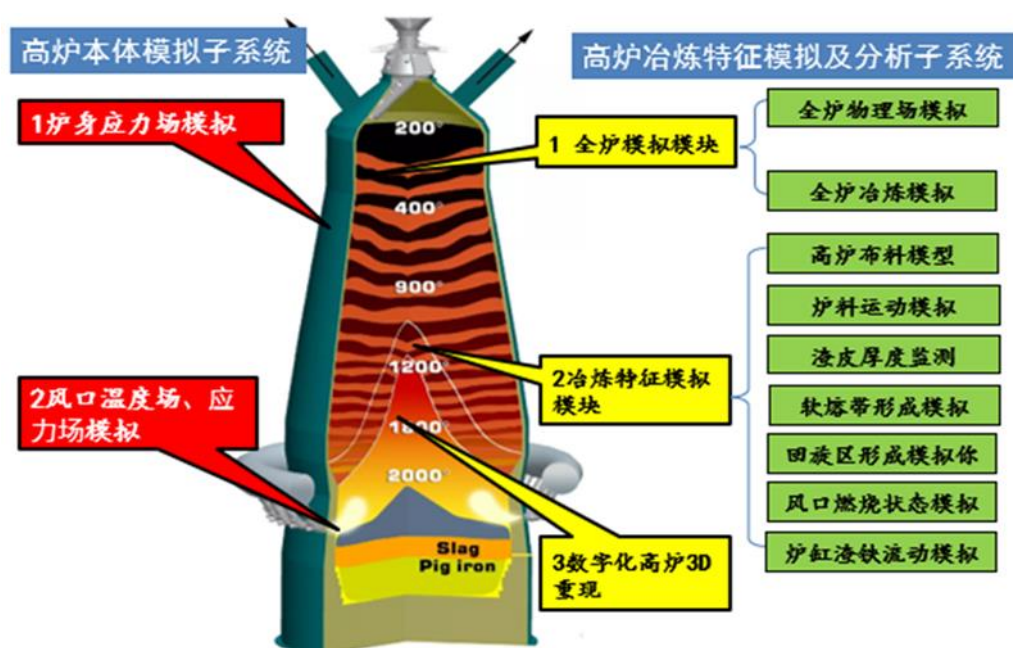 高炉本体模拟子系统
高炉冶炼特征模拟及分析子系统
1炉身应力场模拟
2风口温度场、应
力场模拟
200°
400°
900°
1200°
1800°
2000°
Slag
Pig iron
1 全炉模拟模块
2冶炼特征模拟
模块
3数字化高炉3D
重现
全炉物理场模拟
全炉冶炼模拟
高炉布料模型
炉料运动模拟
渣皮厚度监测
软熔带形成模拟
回旋区形成模拟你
风口燃烧状态模拟
炉缸渣铁流动模拟